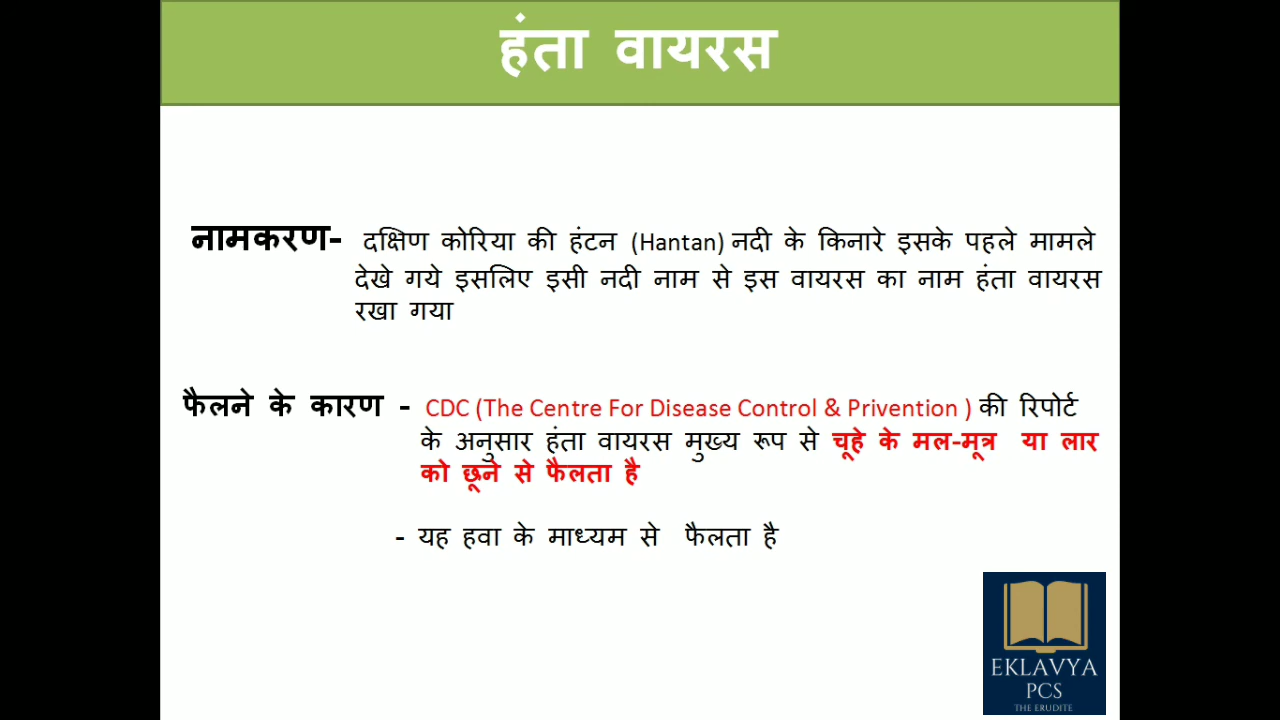 हंता वायरस
नामकरण- दक्षिण कोरिया की हंटन (Hantan) नदी के किनारे इसके पहले मामले
देखे गये इसलिए इसी नदी नाम से इस वायरस का नाम हंता वायरस
रखा गया
फैलने के कारण - CDC (The Centre For Disease Control & Privention ) की रिपोर्ट
के अनुसार हंता वायरस मुख्य रूप से चूहे के मल-मूत्र या लार
को छूने से फैलता है
- यह हवा के माध्यम से फैलता है
EKLAVYA
PCS
THE ERUDITE